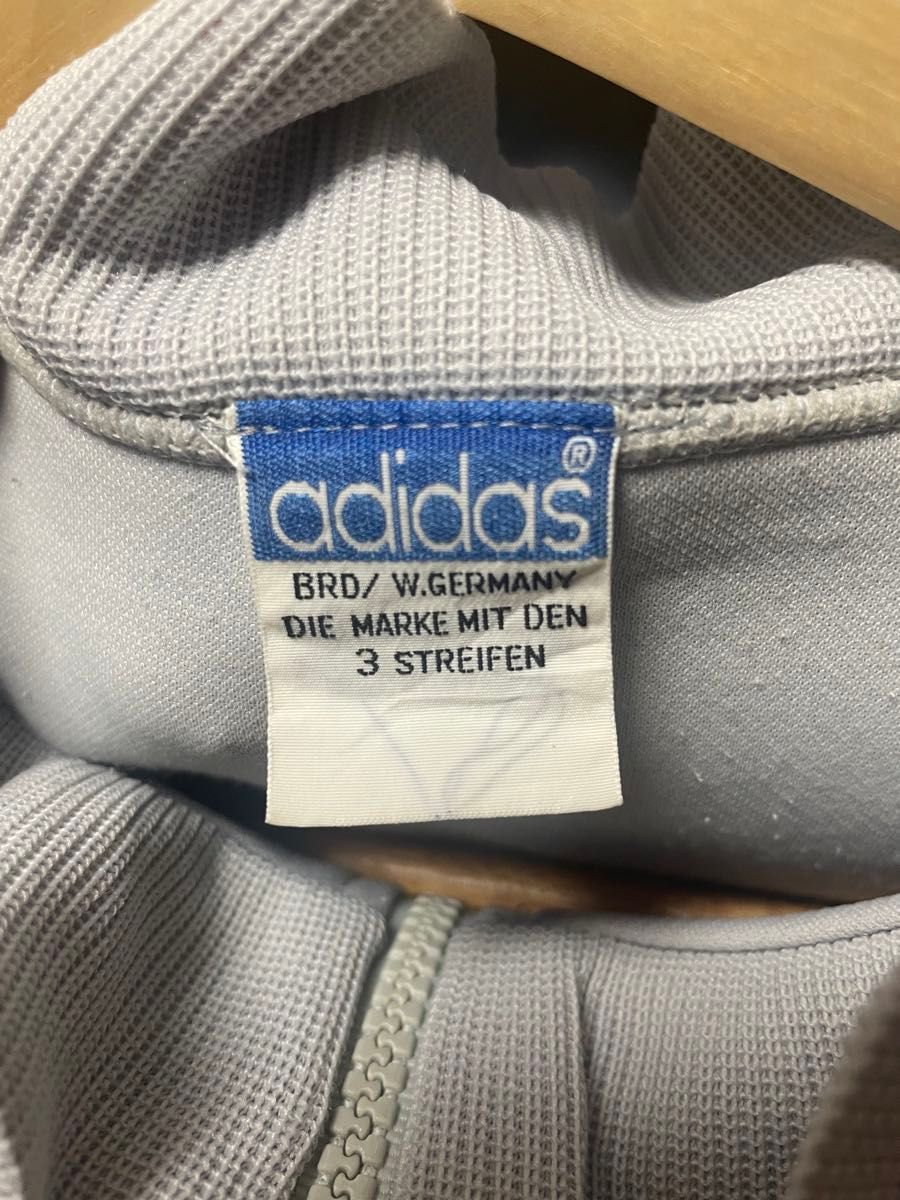 adidas®
BRD/ W.GERMANY
DIE MARKE MIT DEN
3 STREIFEN